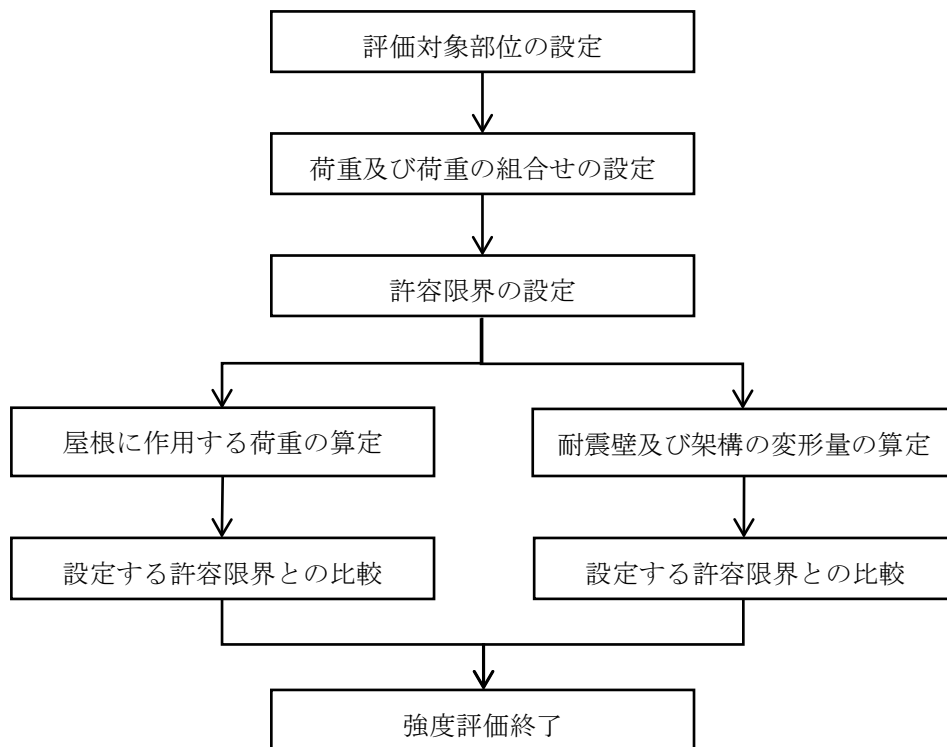 評価対象部位の設定
荷重及び荷重の組合せの設定
許容限界の設定
屋根に作用する荷重の算定
耐震壁及び架構の変形量の算定
設定する許容限界との比較
設定する許容限界との比較
強度評価終了